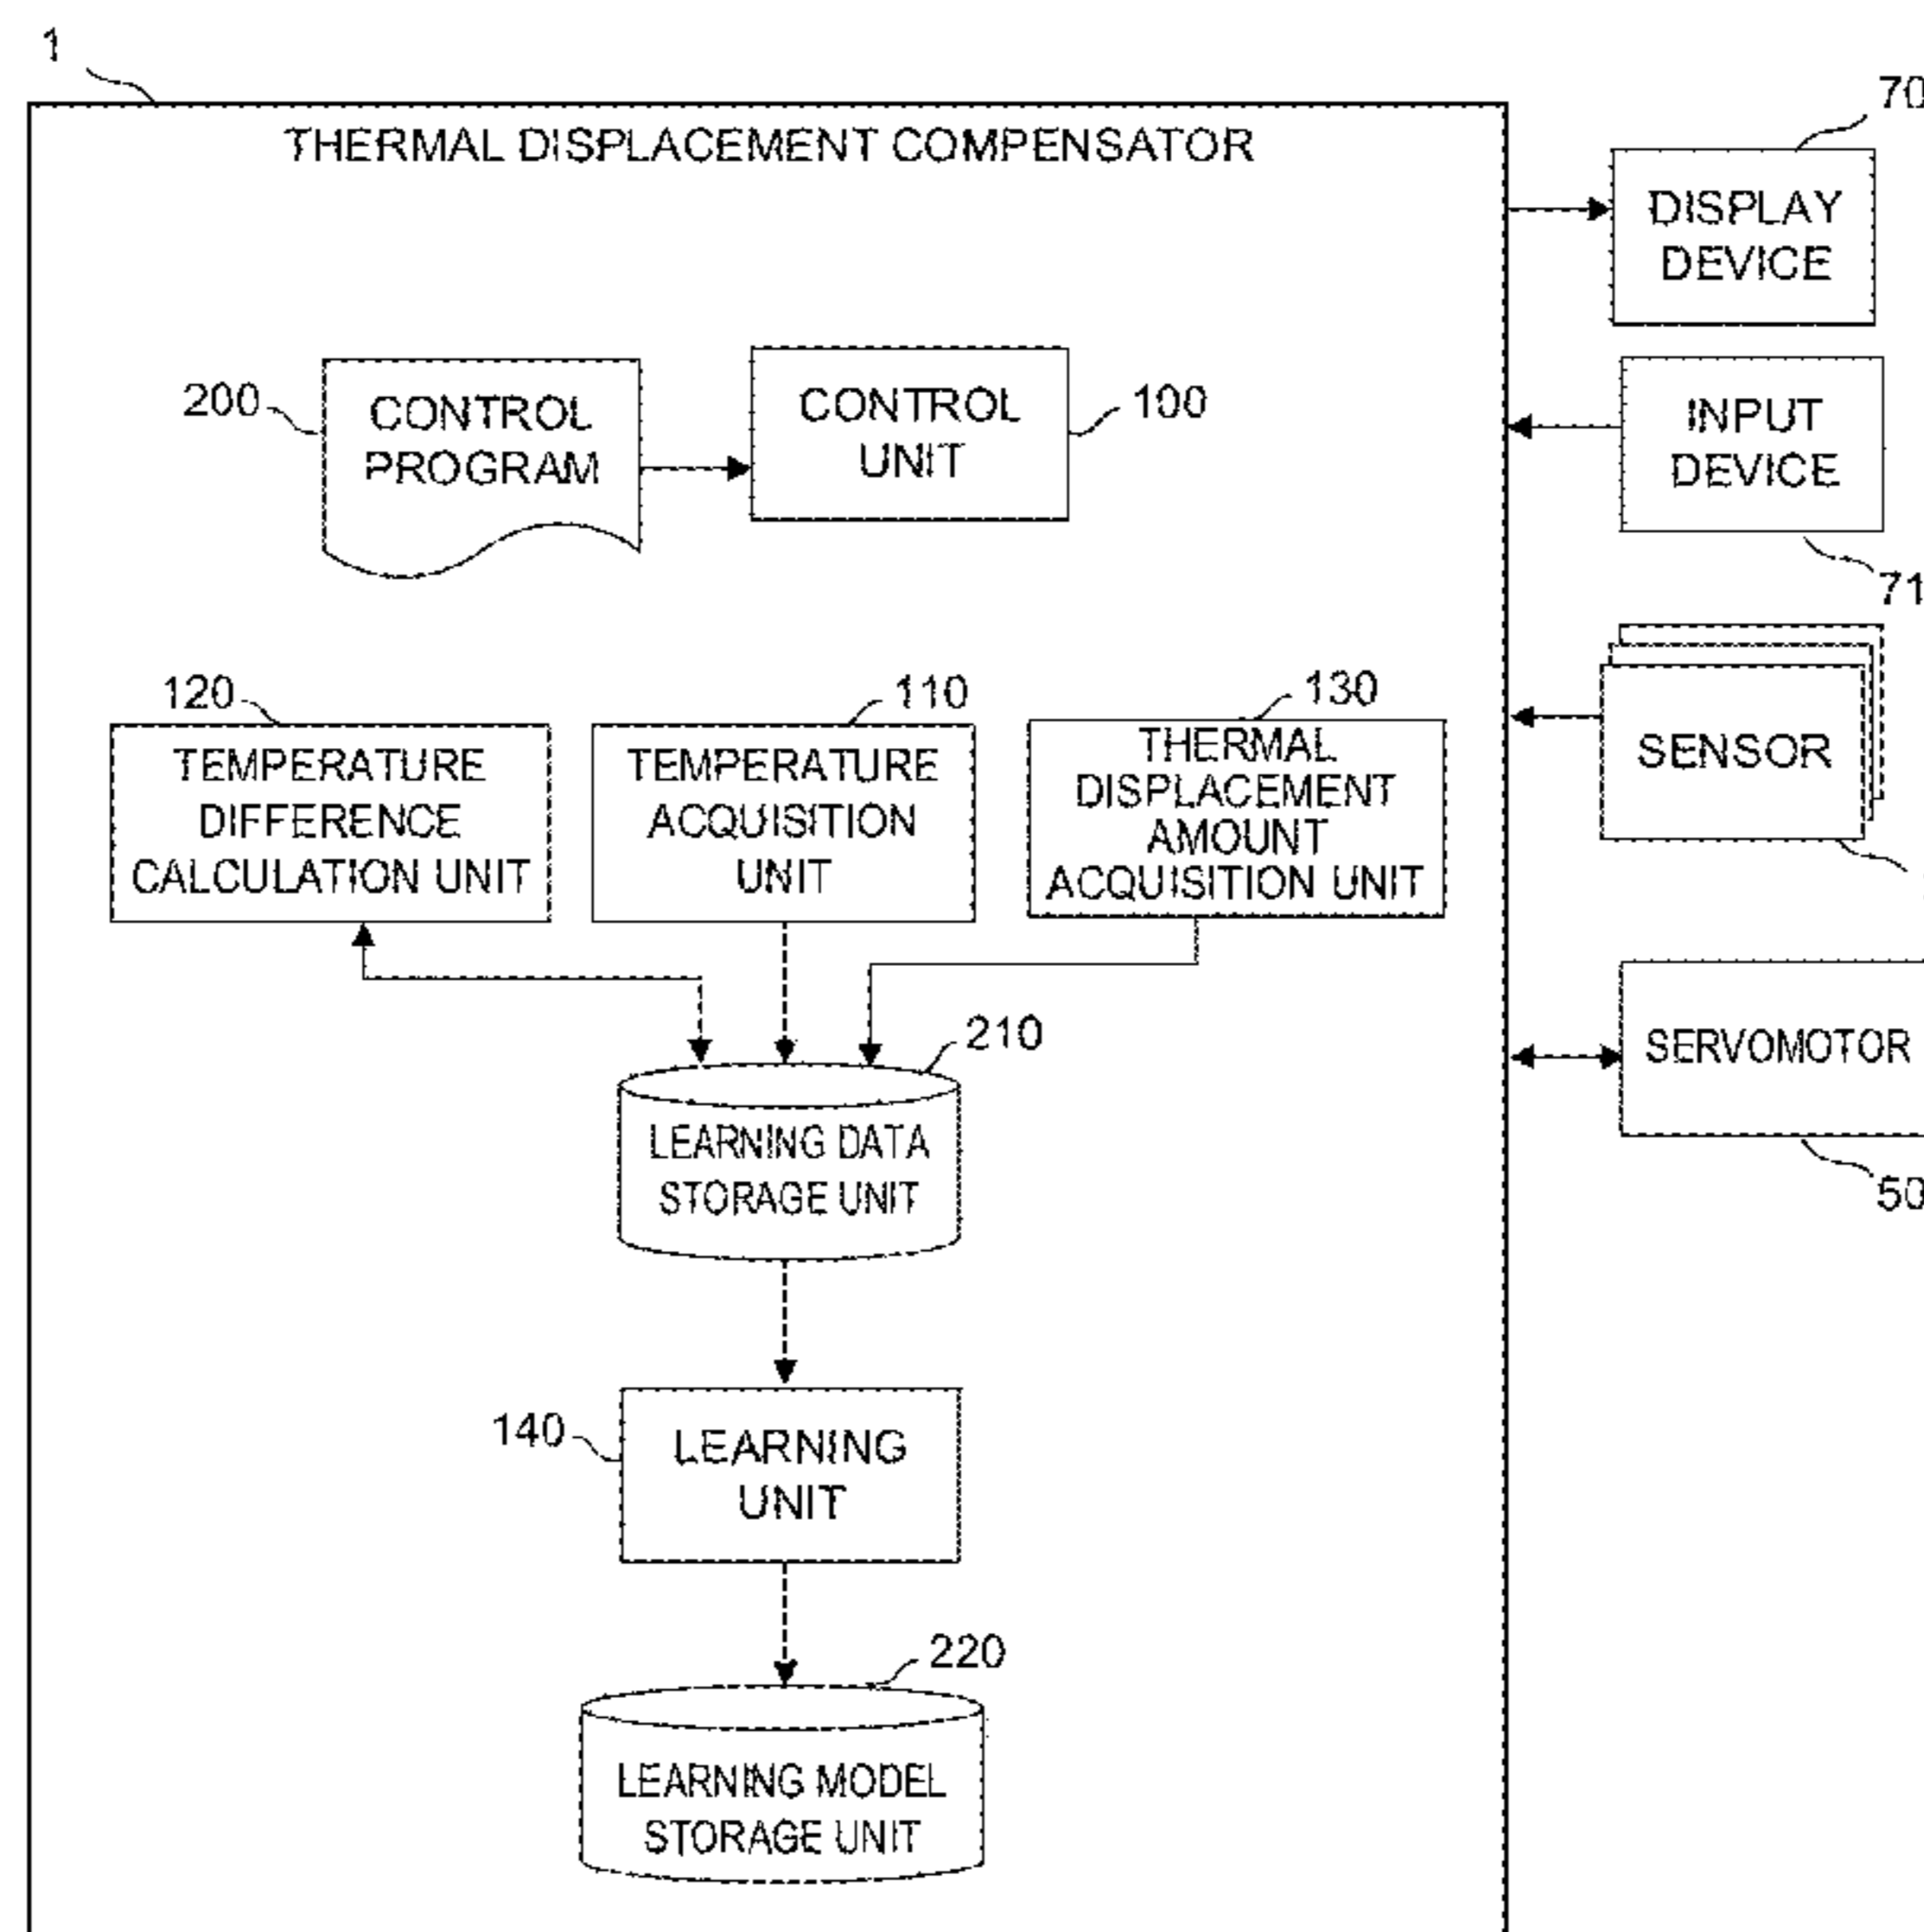 1
THERMAL DISPLACEMENT COMPENSATOR
70
DISPLAY
DEVICE
200
CONTROL
PROGRAM
CONTROL
UNIT
100
INPUT
DEVICE
71
120
TEMPERATURE
DIFFERENCE
CALCULATION UNIT
110
TEMPERATURE
ACQUISITION
UNIT
130
THERMAL
DISPLACEMENT
AMOUNT
ACQUISITION UNIT
SENSOR
SERVOMOTOR
50
210
LEARNING DATA
STORAGE UNIT
140
LEARNING
UNIT
220
LEARNING MODEL
STORAGE UNIT